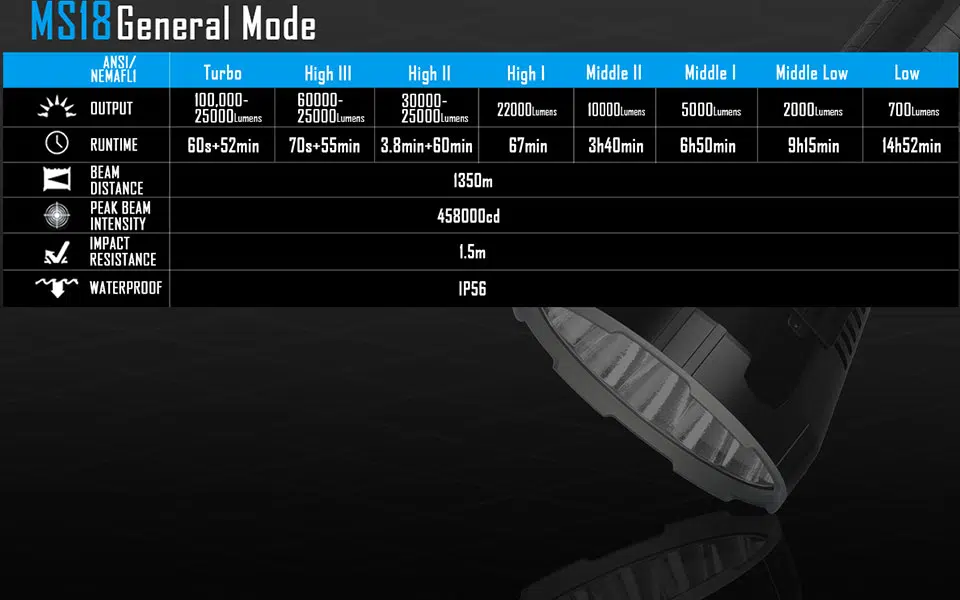 MS18 General Mode
ANSI/
NEMAFL1 Turbo High III High II High I Middle II Middle I Middle Low Low
OUTPUT 100,000-25000Lumens 60000-25000Lumens 30000-25000Lumens 22000Lumens 10000Lumens 5000Lumens 2000Lumens 700Lumens
RUNTIME 60s+52min 70s+55min 3.8min+60min 67min 3h40min 6h50min 9h15min 14h52min
BEAM
DISTANCE 1350m
PEAK BEAM
INTENSITY 458000cd
IMPACT
RESISTANCE 1.5m
WATERPROOF IP56